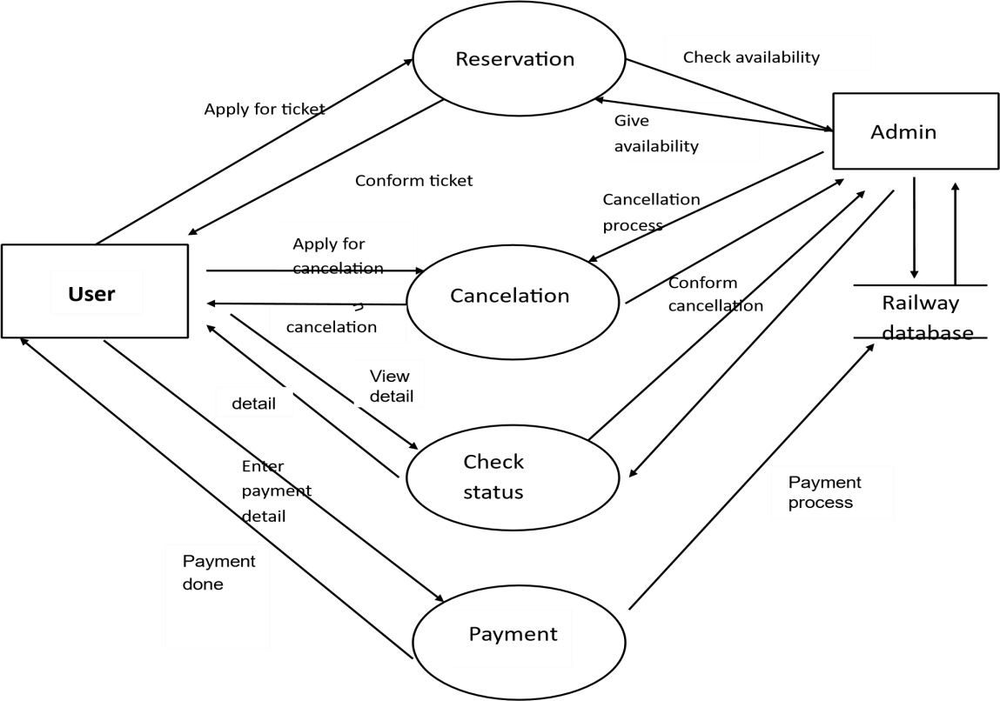 Reservation
Check availability
Apply for ticket
Give
availability
Admin
Conform ticket
Cancellation
process
Apply for
cancelation
User
Cancelation
Conform
cancellation
Railway
database
cancelation
View
detail
detail
Check
status
Enter
payment
detail
Payment
process
Payment
done
Payment